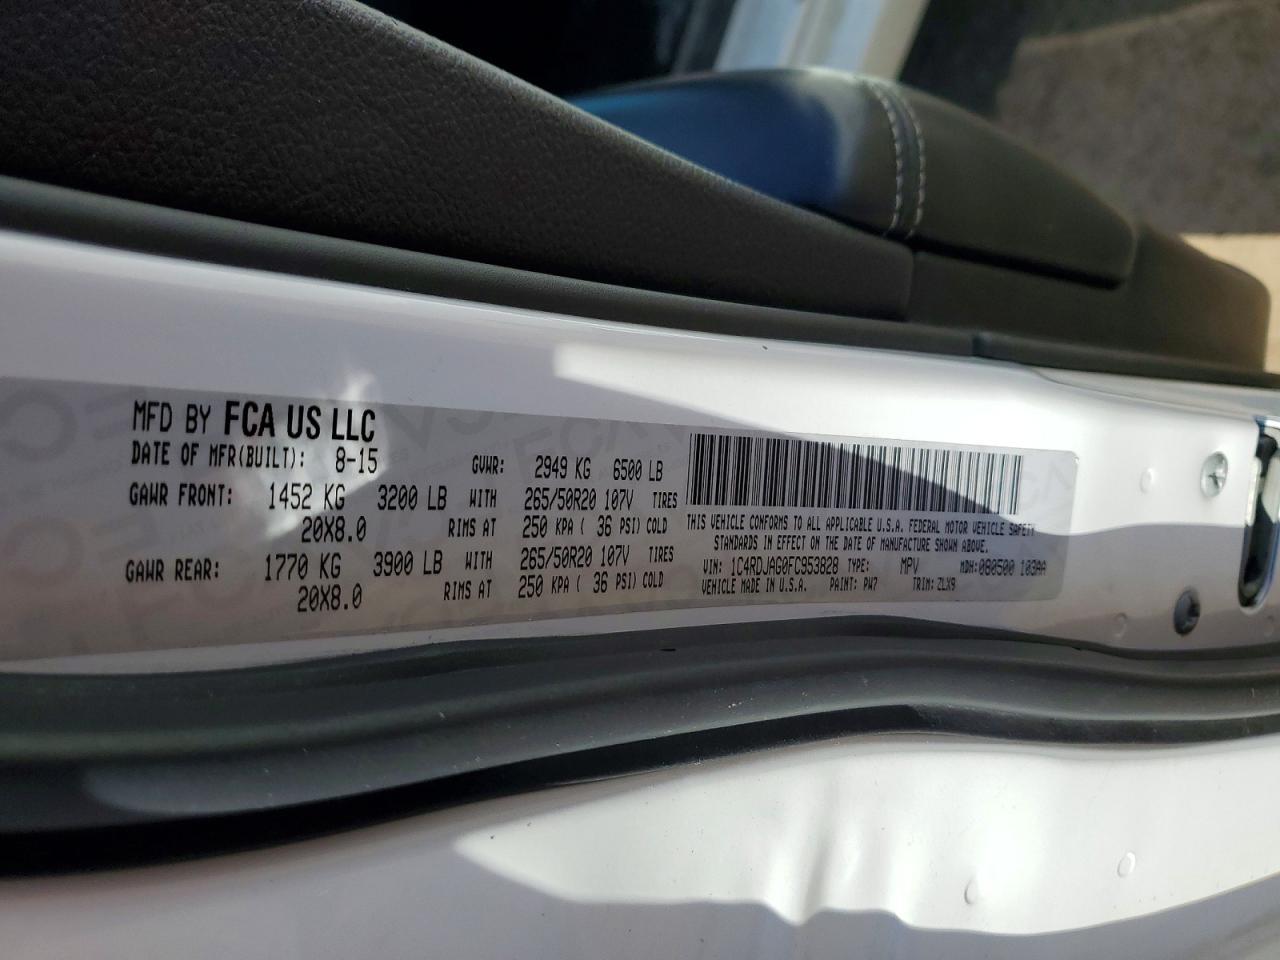 MFD BY FCA US LLC
DATE OF MFR(BUILT): 8-15 GVWR: 2949 KG 6500 LB
GAWR FRONT: 1452 KG 3200 LB WITH 265/50R20 107V TIRES
20X8.0 RIMS AT 250 KPA ( 36 PSI) COLD
GAWR REAR: 1770 KG 3900 LB WITH 265/50R20 107V TIRES
20X8.0 RIMS AT 250 KPA ( 36 PSI) COLD
THIS VEHICLE CONFORMS TO ALL APPLICABLE U.S.A. FEDERAL MOTOR VEHICLE SAFETY
STANDARDS IN EFFECT ON THE DATE OF MANUFACTURE SHOWN ABOVE.
VIN: 1C4RDJAG0FC953828 TYPE: MPV MDH: 080500 103AA
VEHICLE MADE IN U.S.A. PAINT: PW7 TRIM: ZLX9